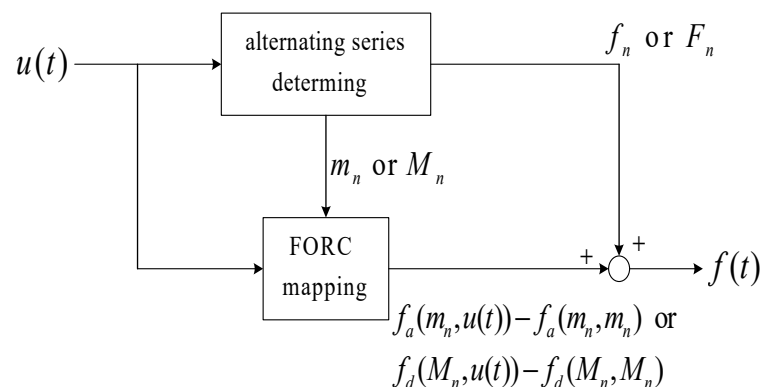 alternating series
determing
f_n or F_n
u(t)
m_n or M_n
FORC
mapping
+
+
f(t)
f_a(m_n,u(t))−f_a(m_n,m_n) or
f_d(M_n,u(t))−f_d(M_n,M_n)